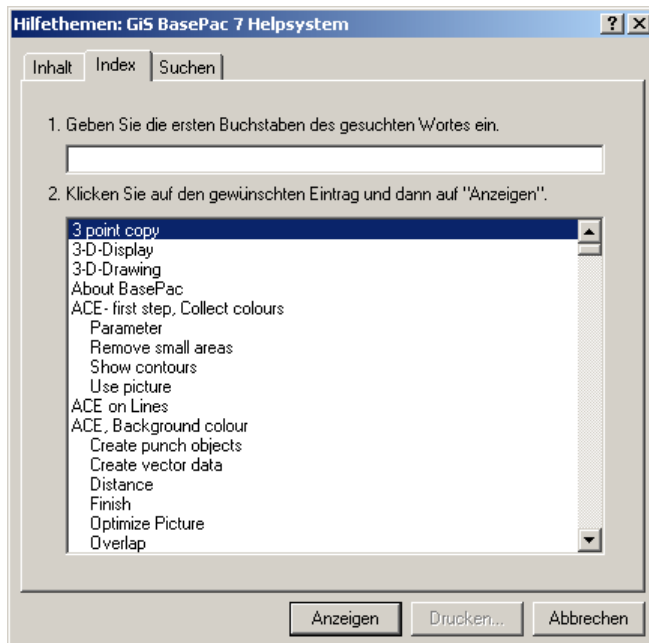 Hilfethemen: GiS BasePac 7 Helpsystem
Inhalt Index Suchen
1. Geben Sie die ersten Buchstaben des gesuchten Wortes ein.
2. Klicken Sie auf den gewünschten Eintrag und dann auf "Anzeigen".
3 point copy
3-D-Display
3-D-Drawing
About BasePac
ACE- first step, Collect colours
Parameter
Remove small areas
Show contours
Use picture
ACE on Lines
ACE, Background colour
Create punch objects
Create vector data
Distance
Finish
Optimize Picture
Overlap
Anzeigen Drucken... Abbrechen